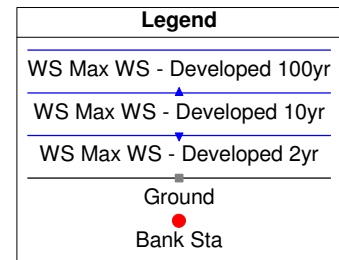 Legend
WS Max WS - Developed 100yr
WS Max WS - Developed 10yr
WS Max WS - Developed 2yr
Ground
Bank Sta